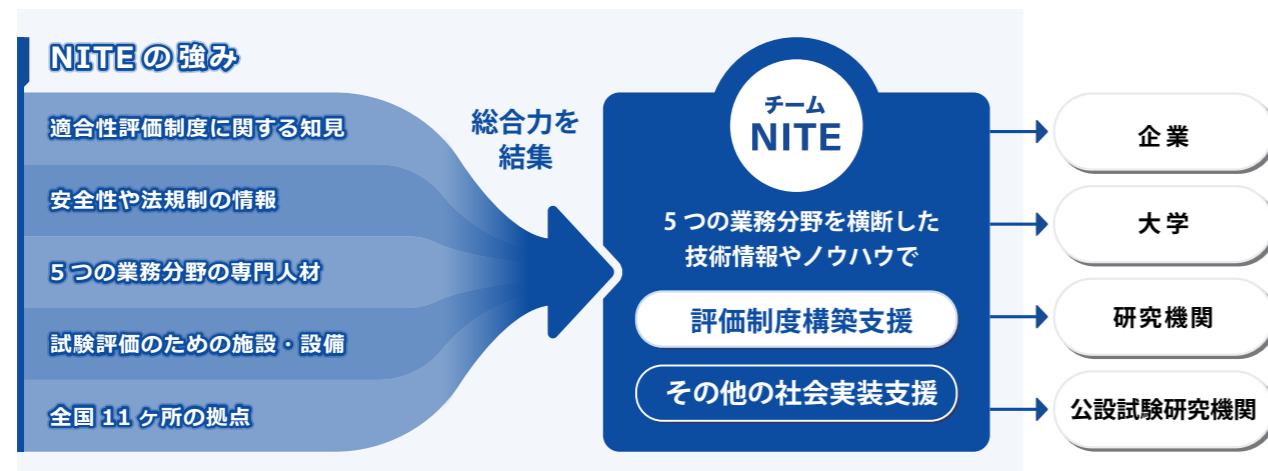 NITEの強み
適合性評価制度に関する知見
安全性や法規制の情報
5つの業務分野の専門人材
試験評価のための施設・設備
全国11ヶ所の拠点
総合力を
結集
チーム
NITE
5つの業務分野を横断した
技術情報やノウハウで
評価制度構築支援
その他の社会実装支援
企業
大学
研究機関
公設試験研究機関